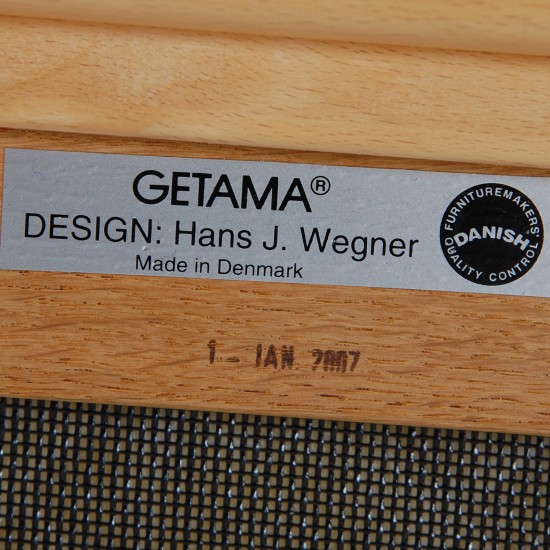 GETAMA®
DESIGN: Hans J. Wegner
Made in Denmark
FURNITUREMAKERS'
DANISH
QUALITY CONTROL
1 - JAN. 2007